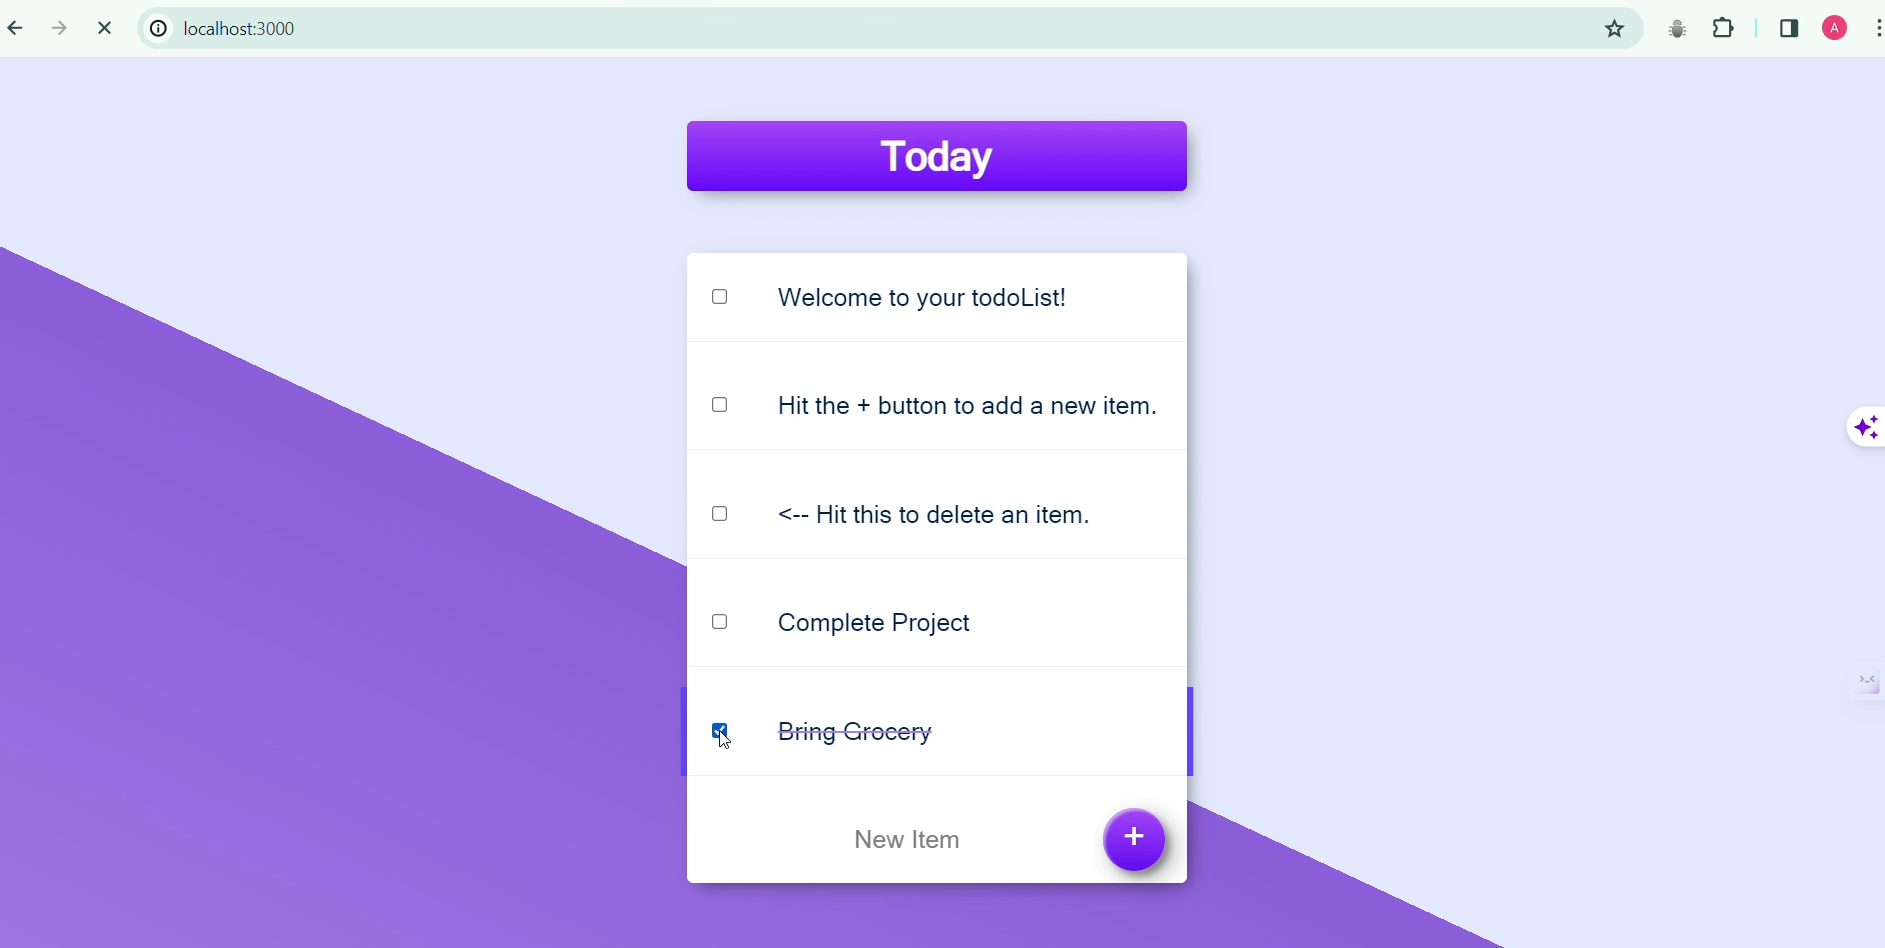 localhost:3000
A
Today
Welcome to your todoList!
Hit the + button to add a new item.
<-- Hit this to delete an item.
Complete Project
Bring Grocery
New Item
+